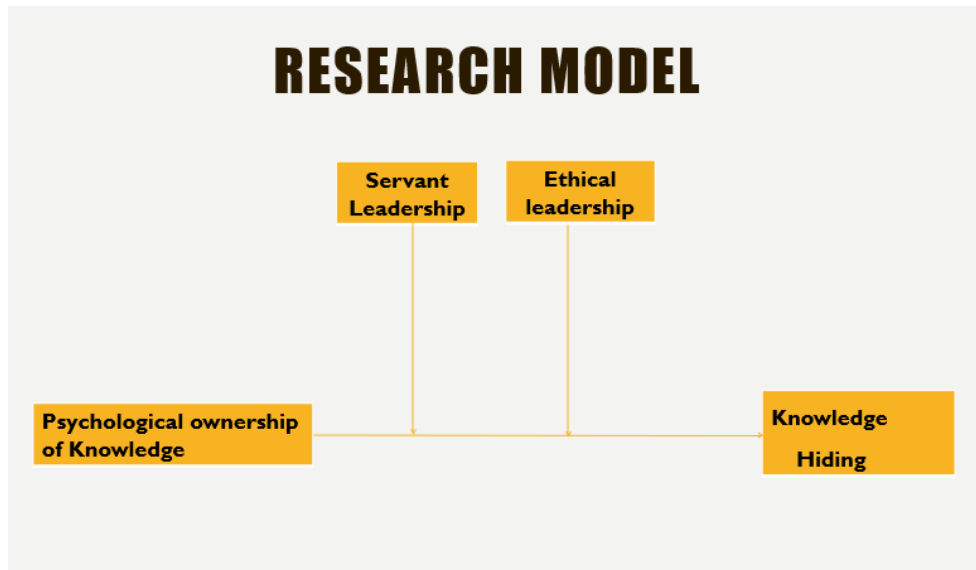 RESEARCH MODEL
Servant
Leadership
Ethical
leadership
Psychological ownership
of Knowledge
Knowledge
Hiding